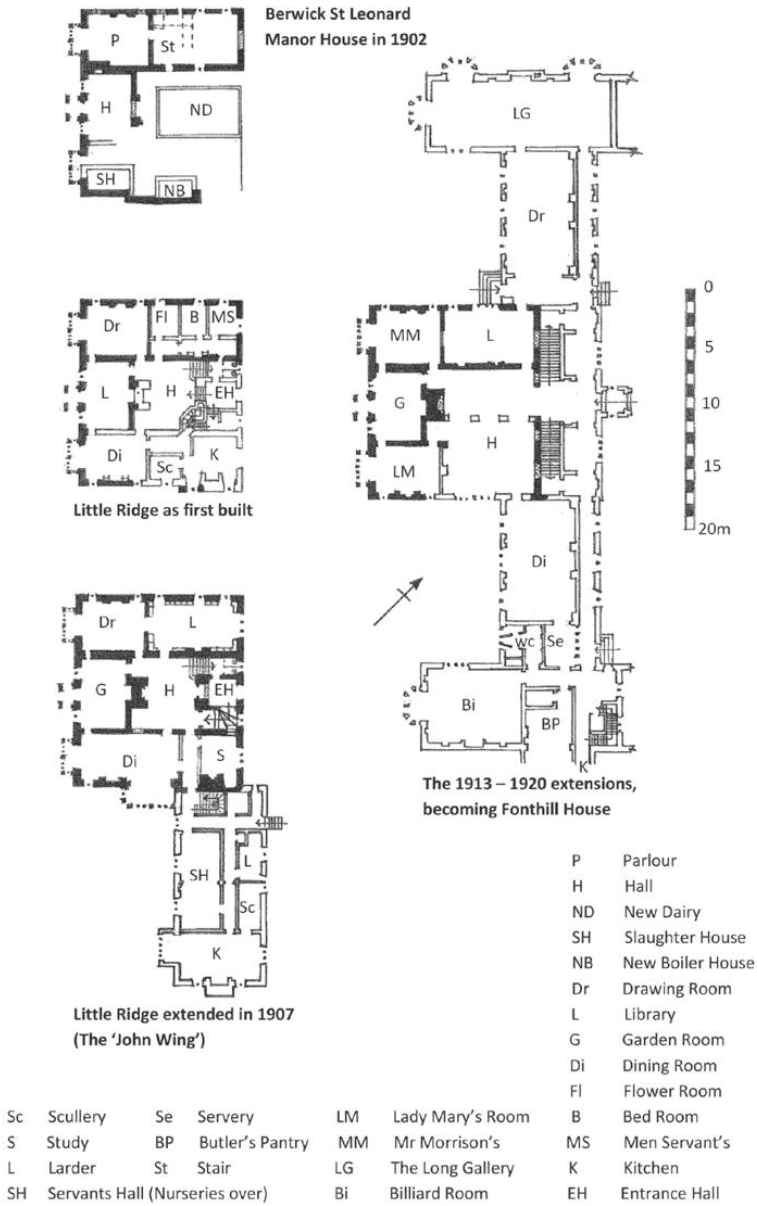 Berwick St Leonard
Manor House in 1902
P
St
H
ND
SH
NB
Dr
Fl
B
MS
L
H
EH
Di
Sc
K
Little Ridge as first built
Dr
L
G
H
EH
Di
S
SH
L
Sc
K
Little Ridge extended in 1907
(The ‘John Wing’)
LG
Dr
MM
L
G
H
LM
Di
wc
Se
Bi
BP
K
The 1913 – 1920 extensions,
becoming Fonthill House
0
5
10
15
20m
P Parlour
H Hall
ND New Dairy
SH Slaughter House
NB New Boiler House
Dr Drawing Room
L Library
G Garden Room
Di Dining Room
Fl Flower Room
Sc Scullery Se Servery LM Lady Mary’s Room B Bed Room
S Study BP Butler’s Pantry MM Mr Morrison’s MS Men Servant’s
L Larder St Stair LG The Long Gallery K Kitchen
SH Servants Hall (Nurseries over) Bi Billiard Room EH Entrance Hall